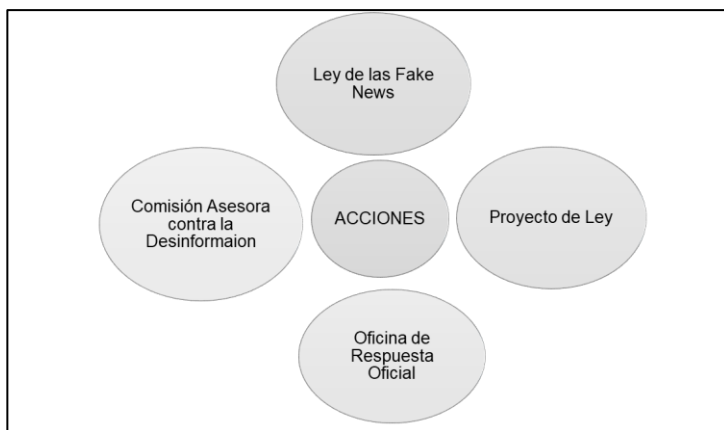 Ley de las Fake
News
Comisión Asesora
contra la
Desinformaion
ACCIONES
Proyecto de Ley
Oficina de
Respuesta
Oficial